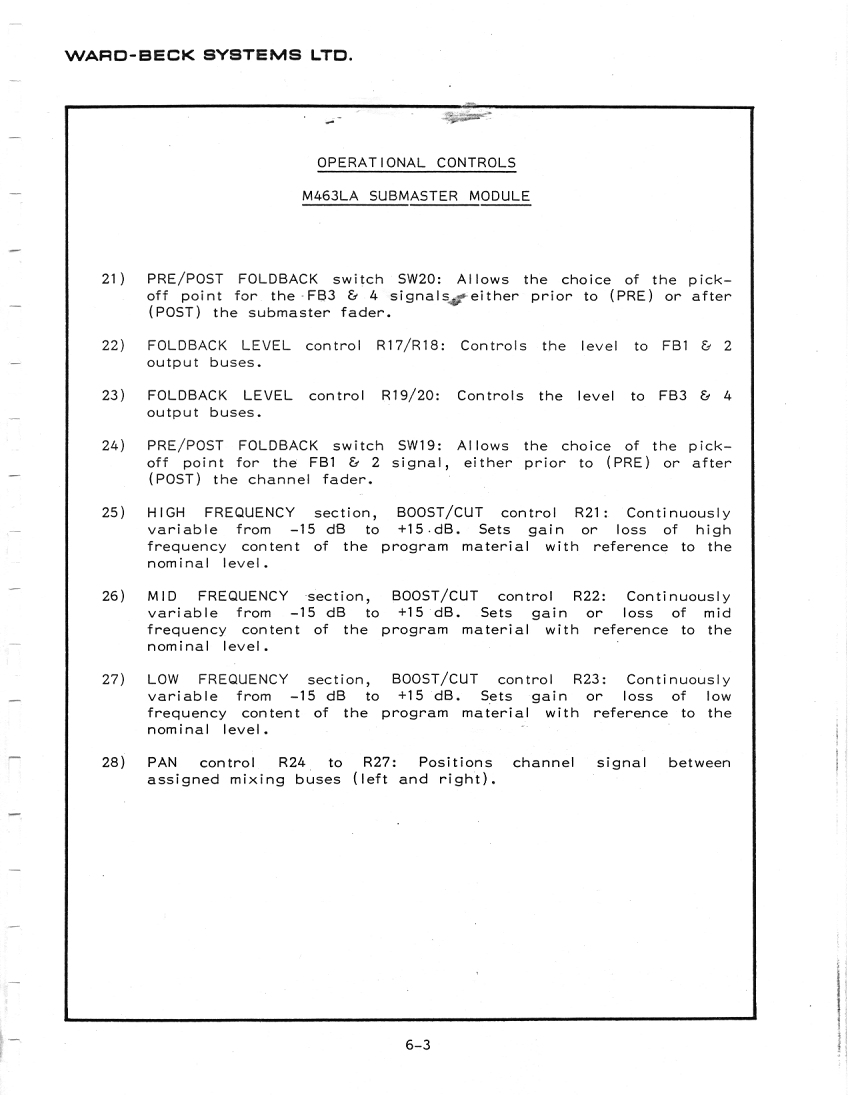 WARD-BECK SYSTEMS LTD.
OPERATIONAL CONTROLS
M463LA SUBMASTER MODULE
21) PRE/POST FOLDBACK switch SW20: Allows the choice of the pick-
off point for the FB3 & 4 signals, either prior to (PRE) or after
(POST) the submaster fader.
22) FOLDBACK LEVEL control R17/R18: Controls the level to FB1 & 2
output buses.
23) FOLDBACK LEVEL control R19/20: Controls the level to FB3 & 4
output buses.
24) PRE/POST FOLDBACK switch SW19: Allows the choice of the pick-
off point for the FB1 & 2 signal, either prior to (PRE) or after
(POST) the channel fader.
25) HIGH FREQUENCY section, BOOST/CUT control R21: Continuously
variable from -15 dB to +15 dB. Sets gain or loss of high
frequency content of the program material with reference to the
nominal level.
26) MID FREQUENCY section, BOOST/CUT control R22: Continuously
variable from -15 dB to +15 dB. Sets gain or loss of mid
frequency content of the program material with reference to the
nominal level.
27) LOW FREQUENCY section, BOOST/CUT control R23: Continuously
variable from -15 dB to +15 dB. Sets gain or loss of low
frequency content of the program material with reference to the
nominal level.
28) PAN control R24 to R27: Positions channel signal between
assigned mixing buses (left and right).
6-3